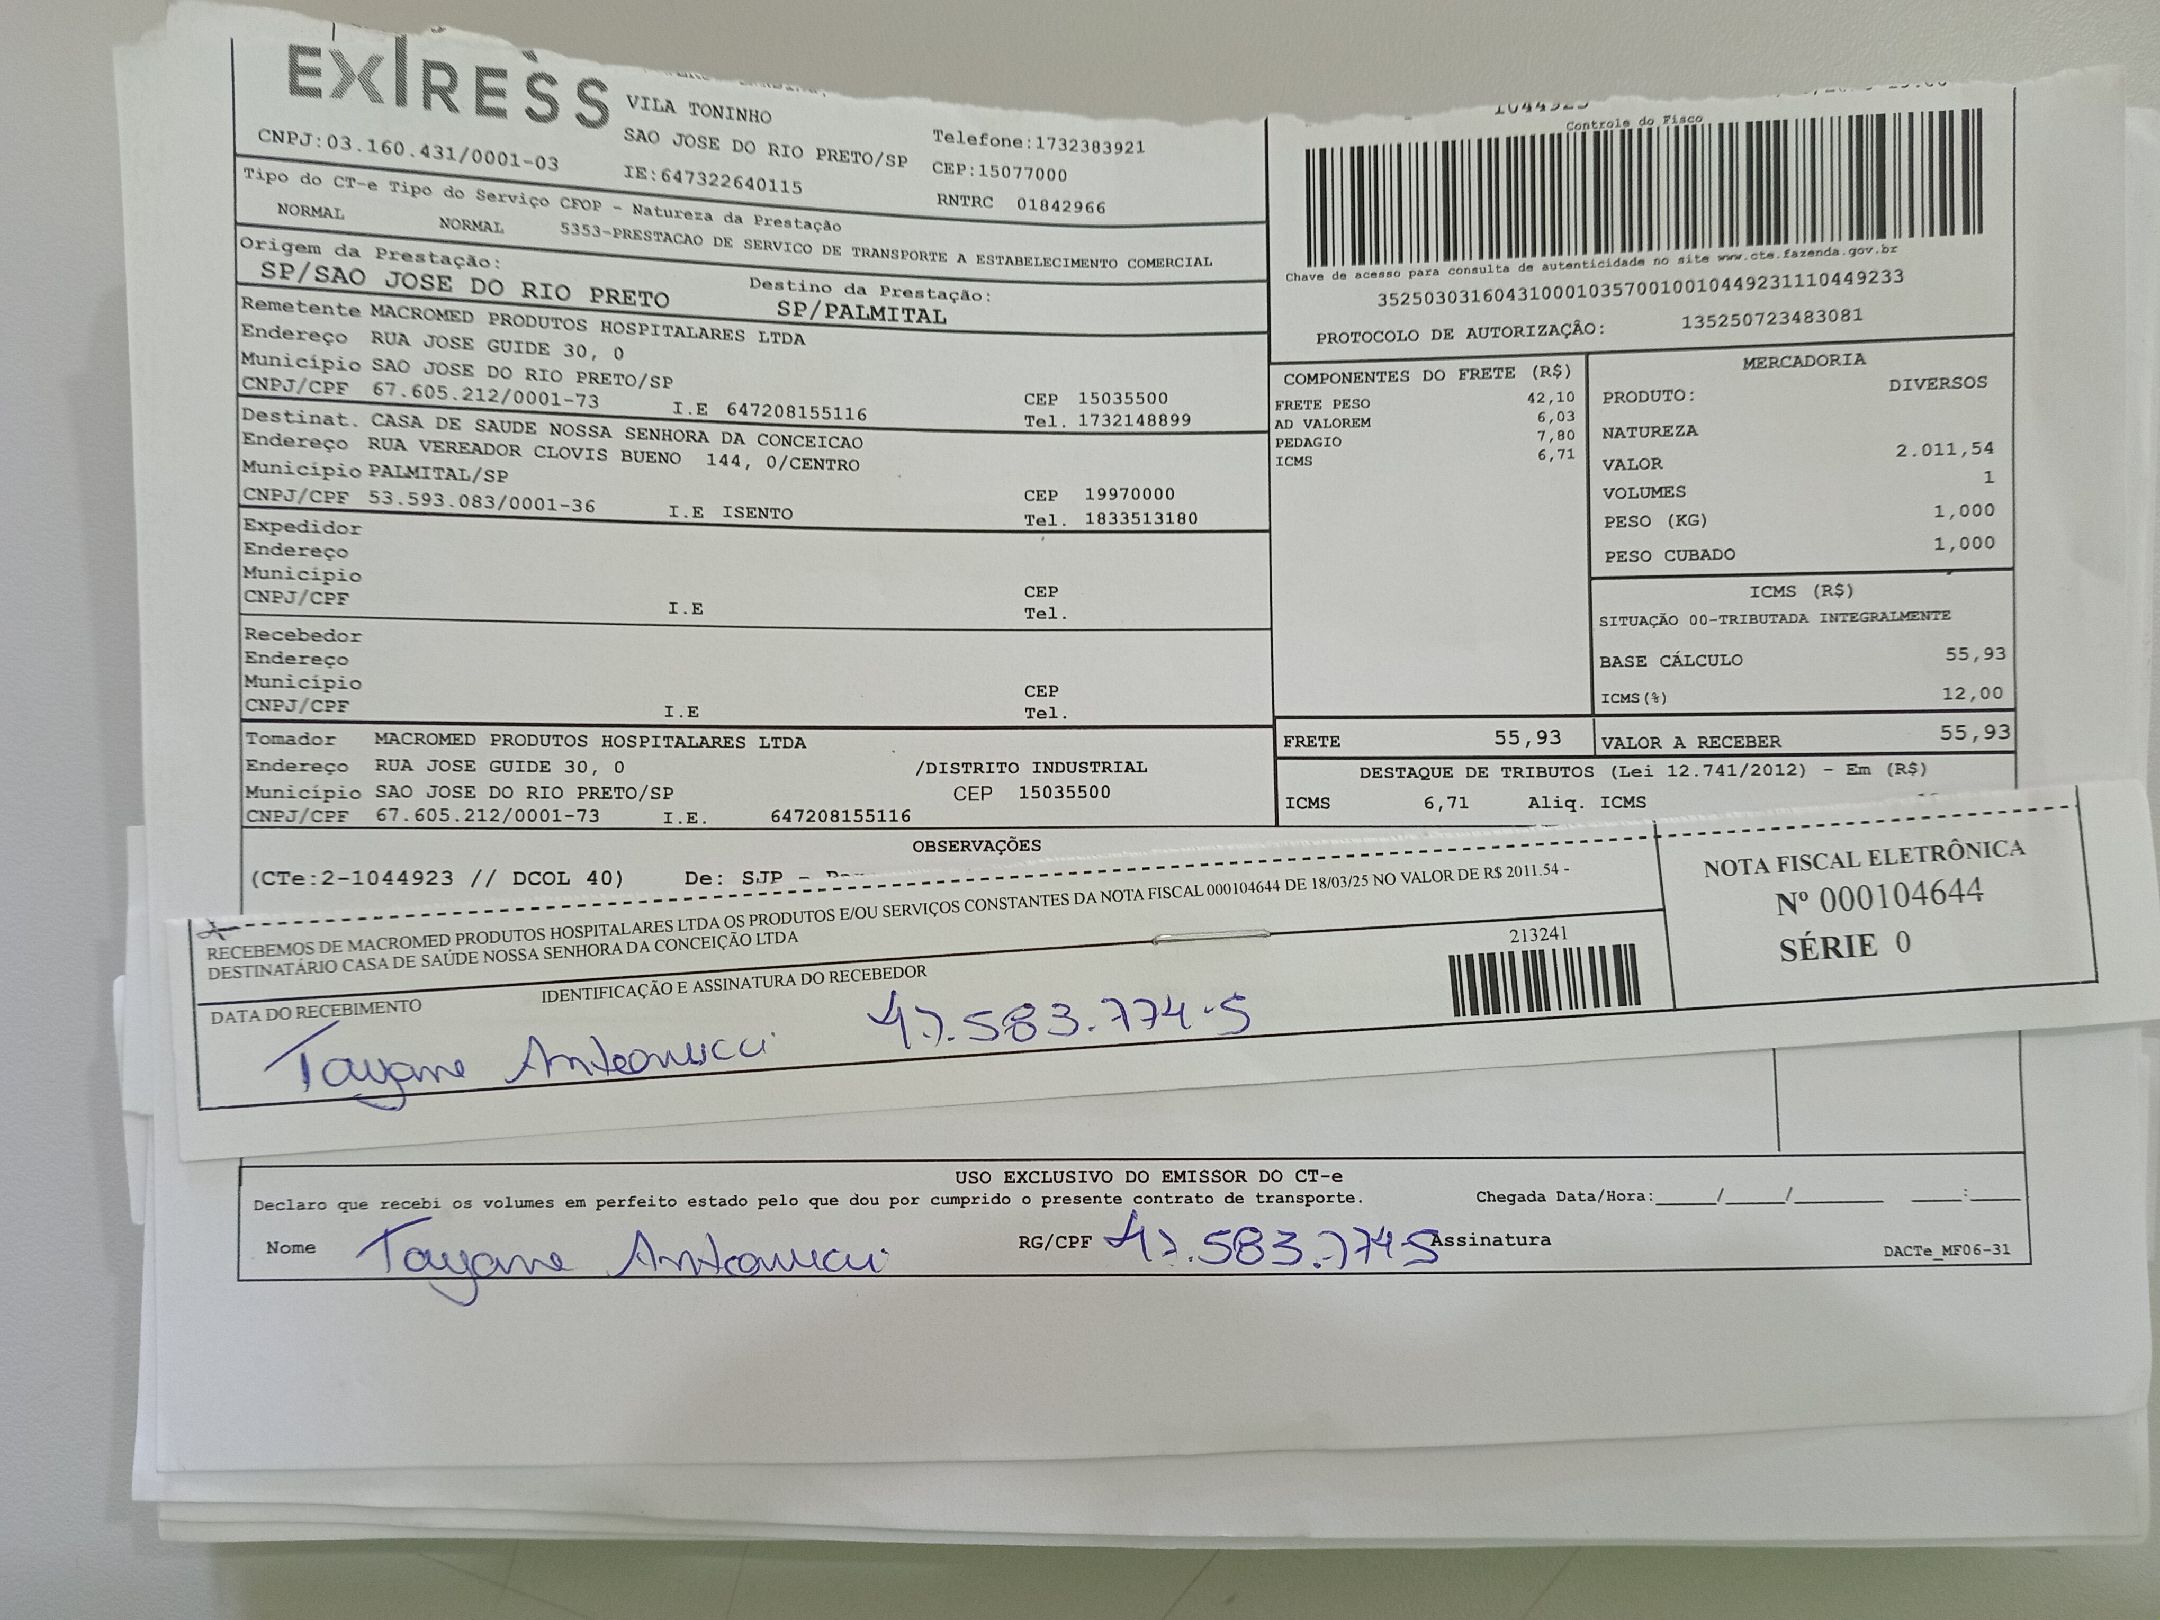 EXPRESS
VILA TONINHO
SAO JOSE DO RIO PRETO/SP
Telefone:1732383921
CNPJ:03.160.431/0001-03
IE:647322640115
CEP:15077000
RNTRC 01842966
Tipo do CT-e Tipo do Serviço CFOP - Natureza da Prestação
NORMAL NORMAL 5353-PRESTACAO DE SERVICO DE TRANSPORTE A ESTABELECIMENTO COMERCIAL
Origem da Prestação:
SP/SAO JOSE DO RIO PRETO
Destino da Prestação:
SP/PALMITAL
Remetente MACROMED PRODUTOS HOSPITALARES LTDA
Endereço RUA JOSE GUIDE 30, 0
Município SAO JOSE DO RIO PRETO/SP
CEP 15035500
CNPJ/CPF 67.605.212/0001-73 I.E 647208155116
Tel. 1732148899
Destinat. CASA DE SAUDE NOSSA SENHORA DA CONCEICAO
Endereço RUA VEREADOR CLOVIS BUENO 144, 0/CENTRO
Município PALMITAL/SP
CEP 19970000
CNPJ/CPF 53.593.083/0001-36 I.E ISENTO
Tel. 1833513180
Expedidor
Endereço
Município
CEP
CNPJ/CPF I.E
Tel.
Recebedor
Endereço
Município
CEP
CNPJ/CPF I.E
Tel.
Tomador MACROMED PRODUTOS HOSPITALARES LTDA
Endereço RUA JOSE GUIDE 30, 0 /DISTRITO INDUSTRIAL
Município SAO JOSE DO RIO PRETO/SP CEP 15035500
CNPJ/CPF 67.605.212/0001-73 I.E. 647208155116
1044923
Controle do Fisco
Chave de acesso para consulta de autenticidade no site www.cte.fazenda.gov.br
35250303160431000103570010010449231110449233
PROTOCOLO DE AUTORIZAÇÃO: 135250723483081
COMPONENTES DO FRETE (R$)
FRETE PESO 42,10
AD VALOREM 6,03
PEDAGIO 7,80
ICMS 6,71
MERCADORIA
PRODUTO: DIVERSOS
NATUREZA
VALOR 2.011,54
VOLUMES 1
PESO (KG) 1,000
PESO CUBADO 1,000
ICMS (R$)
SITUAÇÃO 00-TRIBUTADA INTEGRALMENTE
BASE CÁLCULO 55,93
ICMS(%) 12,00
FRETE 55,93
VALOR A RECEBER 55,93
DESTAQUE DE TRIBUTOS (Lei 12.741/2012) - Em (R$)
ICMS 6,71 Aliq. ICMS
OBSERVAÇÕES
(CTe:2-1044923 // DCOL 40) De: SJP -
RECEBEMOS DE MACROMED PRODUTOS HOSPITALARES LTDA OS PRODUTOS E/OU SERVIÇOS CONSTANTES DA NOTA FISCAL 000104644 DE 18/03/25 NO VALOR DE R$ 2011.54 -
DESTINATÁRIO CASA DE SAÚDE NOSSA SENHORA DA CONCEIÇÃO LTDA
DATA DO RECEBIMENTO
IDENTIFICAÇÃO E ASSINATURA DO RECEBEDOR
213241
NOTA FISCAL ELETRÔNICA
Nº 000104644
SÉRIE 0
Tayane Anteonucci 47.583.774-5
USO EXCLUSIVO DO EMISSOR DO CT-e
Declaro que recebi os volumes em perfeito estado pelo que dou por cumprido o presente contrato de transporte.
Chegada Data/Hora:_____/_____/_______ ____:____
Nome Tayane RG/CPF 47.583.7745 Assinatura
DACTe_MF06-31